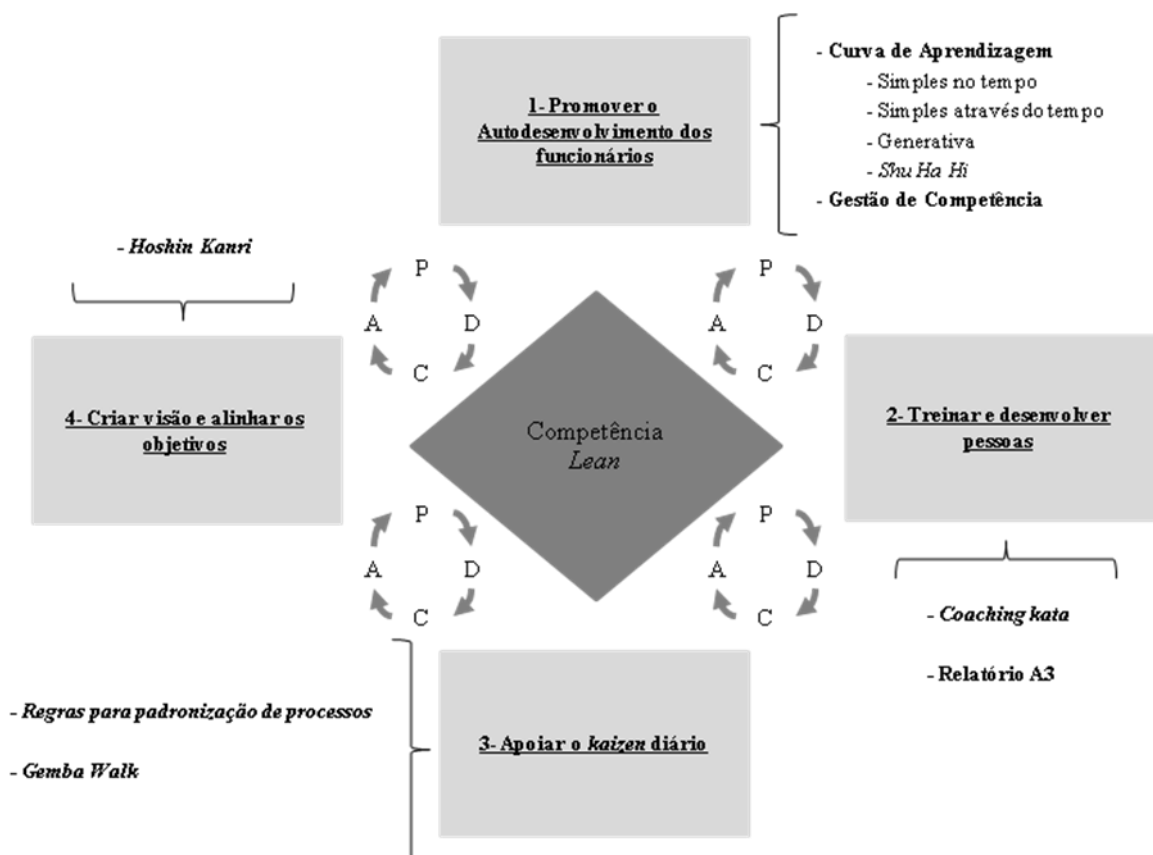 1- Promover o
Autodesenvolvimento dos
funcionários
- Curva de Aprendizagem
- Simples no tempo
- Simples através do tempo
- Generativa
- Shu Ha Hi
- Gestão de Competência
- Hoshin Kanri
P
D
C
A
P
D
C
A
4- Criar visão e alinhar os
objetivos
Competência
Lean
2- Treinar e desenvolver
pessoas
P
D
C
A
P
D
C
A
- Coaching kata
- Relatório A3
3- Apoiar o kaizen diário
- Regras para padronização de processos
- Gemba Walk